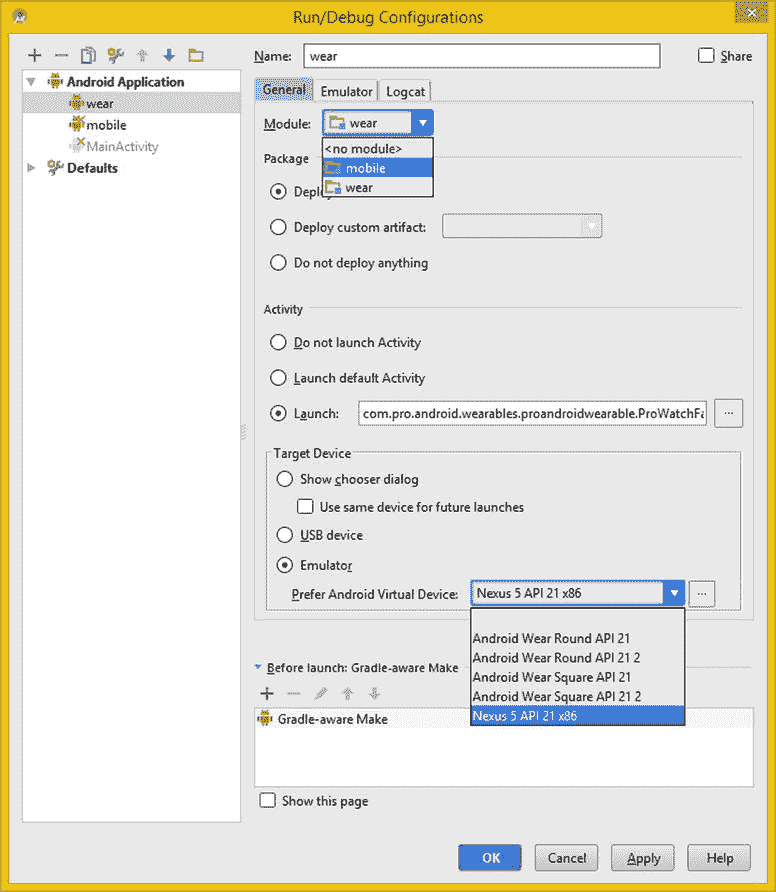 Run/Debug Configurations
Name: wear
Share
Android Application
wear
mobile
MainActivity
Defaults
General Emulator Logcat
Module: wear
<no module>
mobile
wear
Package
Deploy custom artifact:
Do not deploy anything
Activity
Do not launch Activity
Launch default Activity
Launch: com.pro.android.wearables.proandroidwearable.ProWatchFa ...
Target Device
Show chooser dialog
Use same device for future launches
USB device
Emulator
Prefer Android Virtual Device: Nexus 5 API 21 x86 ...
Android Wear Round API 21
Android Wear Round API 21 2
Android Wear Square API 21
Android Wear Square API 21 2
Nexus 5 API 21 x86
Before launch: Gradle-aware Make
Gradle-aware Make
Show this page
OK Cancel Apply Help